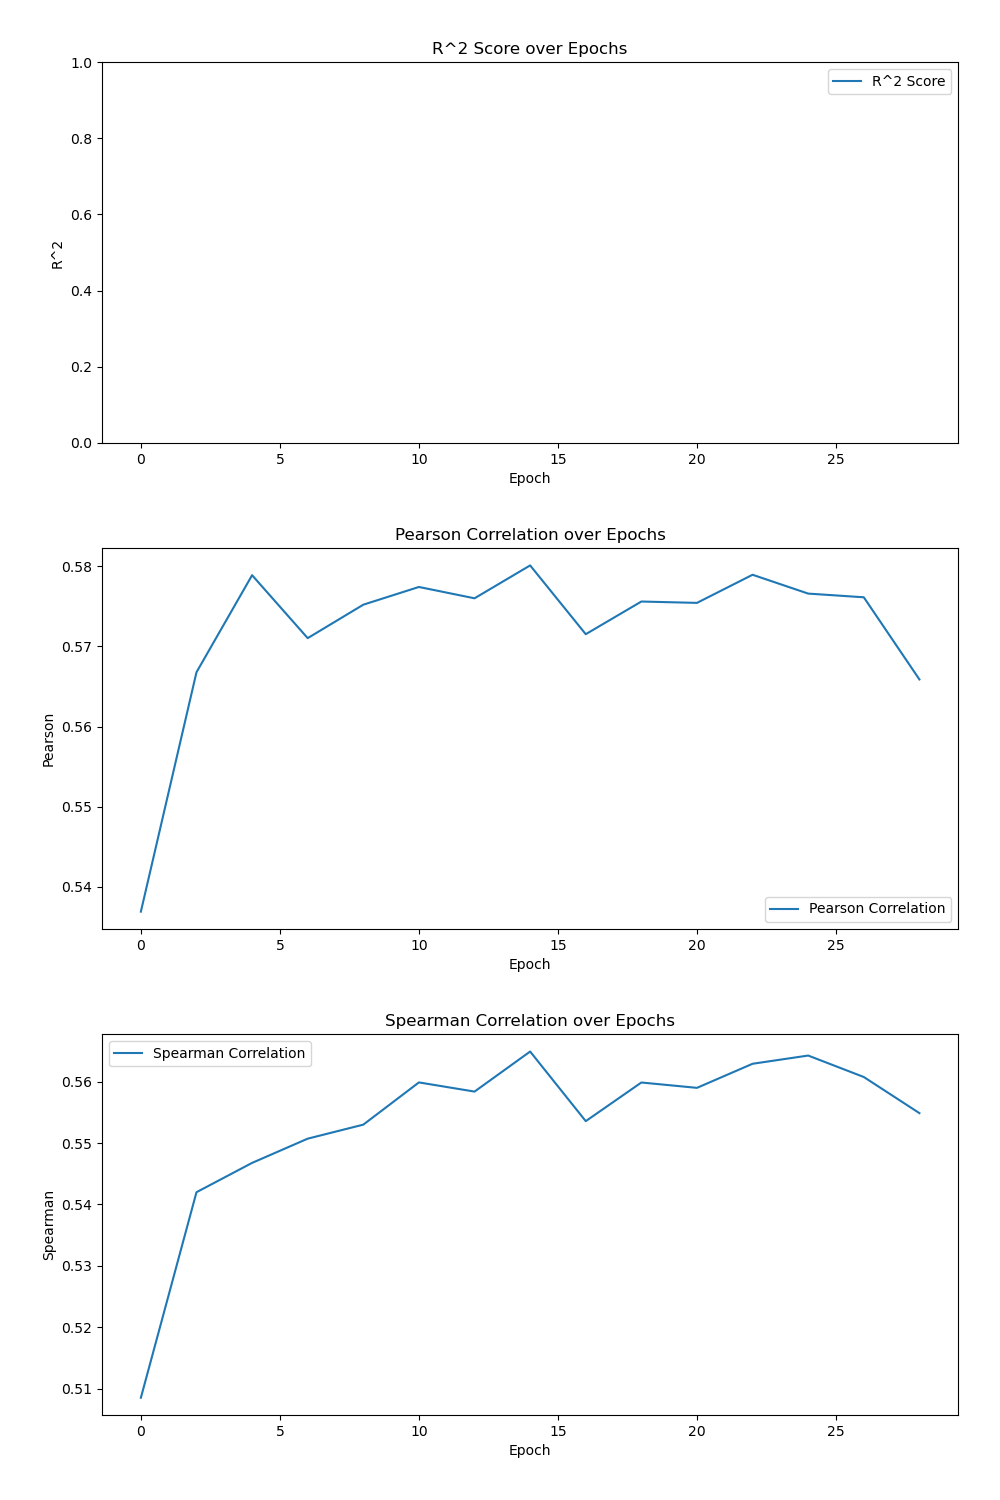 R^2 Score over Epochs
R^2 Score
1.0
0.8
0.6
0.4
0.2
0.0
R^2
0 5 10 15 20 25
Epoch
Pearson Correlation over Epochs
0.58
0.57
0.56
0.55
0.54
Pearson
Pearson Correlation
0 5 10 15 20 25
Epoch
Spearman Correlation over Epochs
Spearman Correlation
0.56
0.55
0.54
0.53
0.52
0.51
Spearman
0 5 10 15 20 25
Epoch